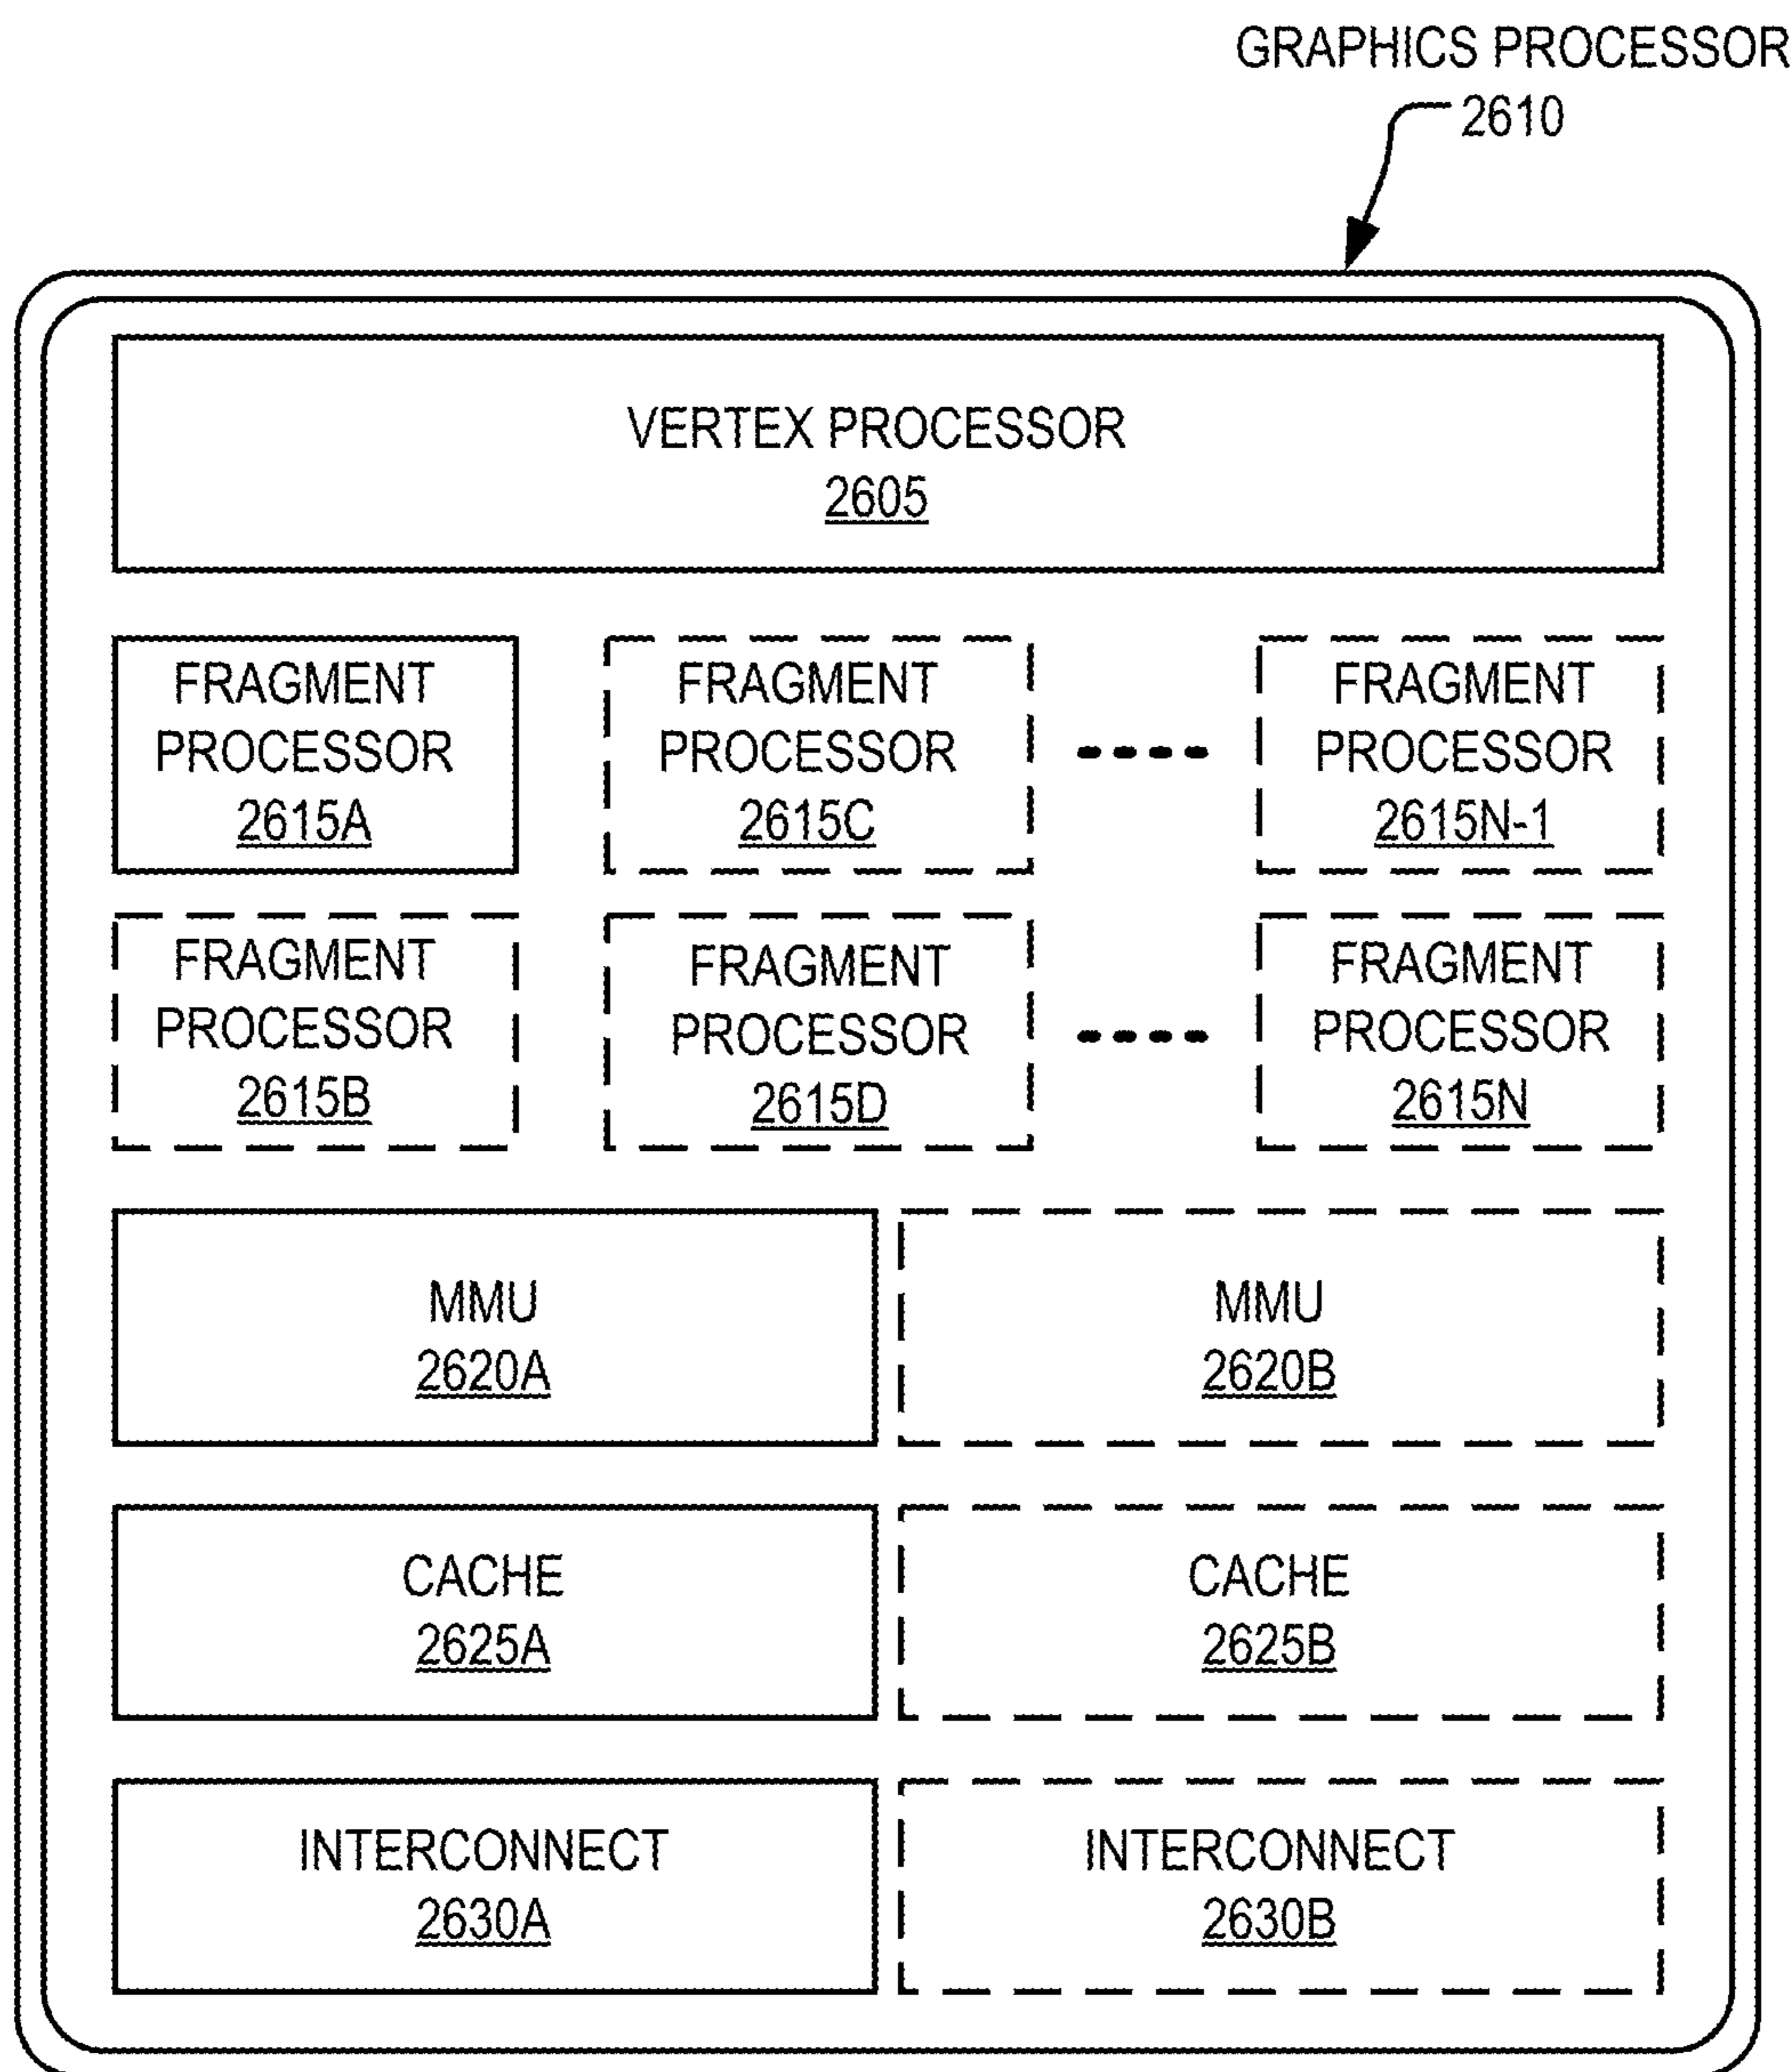 GRAPHICS PROCESSOR
2610
VERTEX PROCESSOR
2605
FRAGMENT
PROCESSOR
2615A
FRAGMENT
PROCESSOR
2615C
FRAGMENT
PROCESSOR
2615N-1
FRAGMENT
PROCESSOR
2615B
FRAGMENT
PROCESSOR
2615D
FRAGMENT
PROCESSOR
2615N
MMU
2620A
MMU
2620B
CACHE
2625A
CACHE
2625B
INTERCONNECT
2630A
INTERCONNECT
2630B